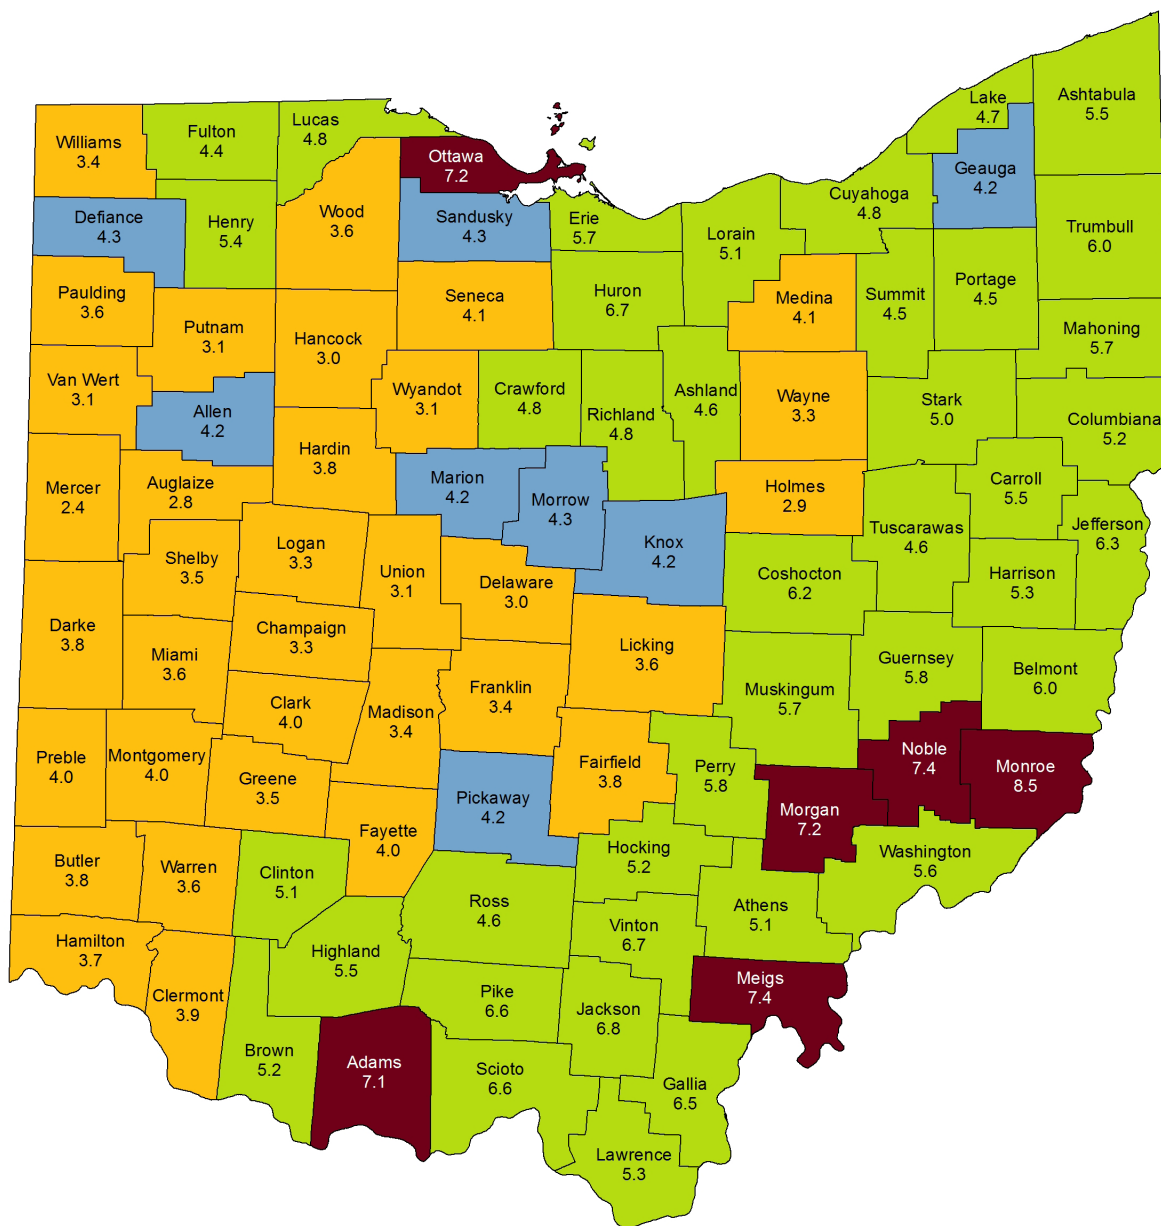 Ashtabula
5.5
Lake
4.7
Lucas
4.8
Fulton
4.4
Williams
3.4
Ottawa
7.2
Geauga
4.2
Cuyahoga
4.8
Defiance
4.3
Henry
5.4
Wood
3.6
Sandusky
4.3
Erie
5.7
Lorain
5.1
Trumbull
6.0
Paulding
3.6
Putnam
3.1
Hancock
3.0
Seneca
4.1
Huron
6.7
Medina
4.1
Summit
4.5
Portage
4.5
Mahoning
5.7
Van Wert
3.1
Allen
4.2
Wyandot
3.1
Crawford
4.8
Richland
4.8
Ashland
4.6
Wayne
3.3
Stark
5.0
Columbiana
5.2
Mercer
2.4
Auglaize
2.8
Hardin
3.8
Marion
4.2
Morrow
4.3
Holmes
2.9
Carroll
5.5
Tuscarawas
4.6
Jefferson
6.3
Shelby
3.5
Logan
3.3
Union
3.1
Delaware
3.0
Knox
4.2
Coshocton
6.2
Harrison
5.3
Darke
3.8
Miami
3.6
Champaign
3.3
Licking
3.6
Guernsey
5.8
Belmont
6.0
Clark
4.0
Madison
3.4
Franklin
3.4
Muskingum
5.7
Preble
4.0
Montgomery
4.0
Greene
3.5
Fairfield
3.8
Perry
5.8
Noble
7.4
Monroe
8.5
Pickaway
4.2
Morgan
7.2
Fayette
4.0
Butler
3.8
Warren
3.6
Clinton
5.1
Hocking
5.2
Washington
5.6
Ross
4.6
Athens
5.1
Hamilton
3.7
Highland
5.5
Vinton
6.7
Clermont
3.9
Pike
6.6
Jackson
6.8
Meigs
7.4
Brown
5.2
Adams
7.1
Scioto
6.6
Gallia
6.5
Lawrence
5.3